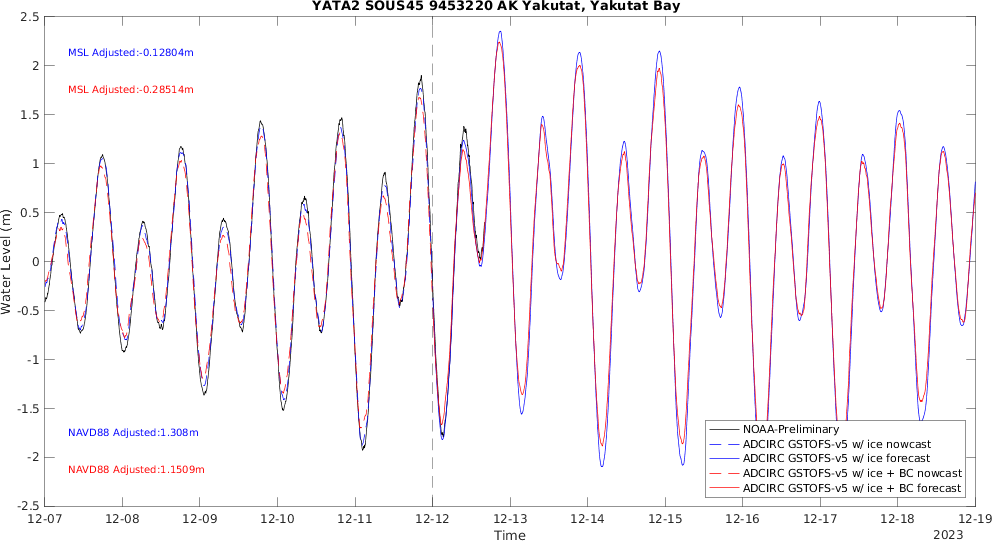 YATA2 SOUS45 9453220 AK Yakutat, Yakutat Bay
2.5
2
1.5
1
0.5
0
-0.5
-1
-1.5
-2
-2.5
Water Level (m)
MSL Adjusted:-0.12804m
MSL Adjusted:-0.28514m
NAVD88 Adjusted:1.308m
NAVD88 Adjusted:1.1509m
NOAA-Preliminary
ADCIRC GSTOFS-v5 w/ ice nowcast
ADCIRC GSTOFS-v5 w/ ice forecast
ADCIRC GSTOFS-v5 w/ ice + BC nowcast
ADCIRC GSTOFS-v5 w/ ice + BC forecast
12-07 12-08 12-09 12-10 12-11 12-12 12-13 12-14 12-15 12-16 12-17 12-18 12-19
Time
2023